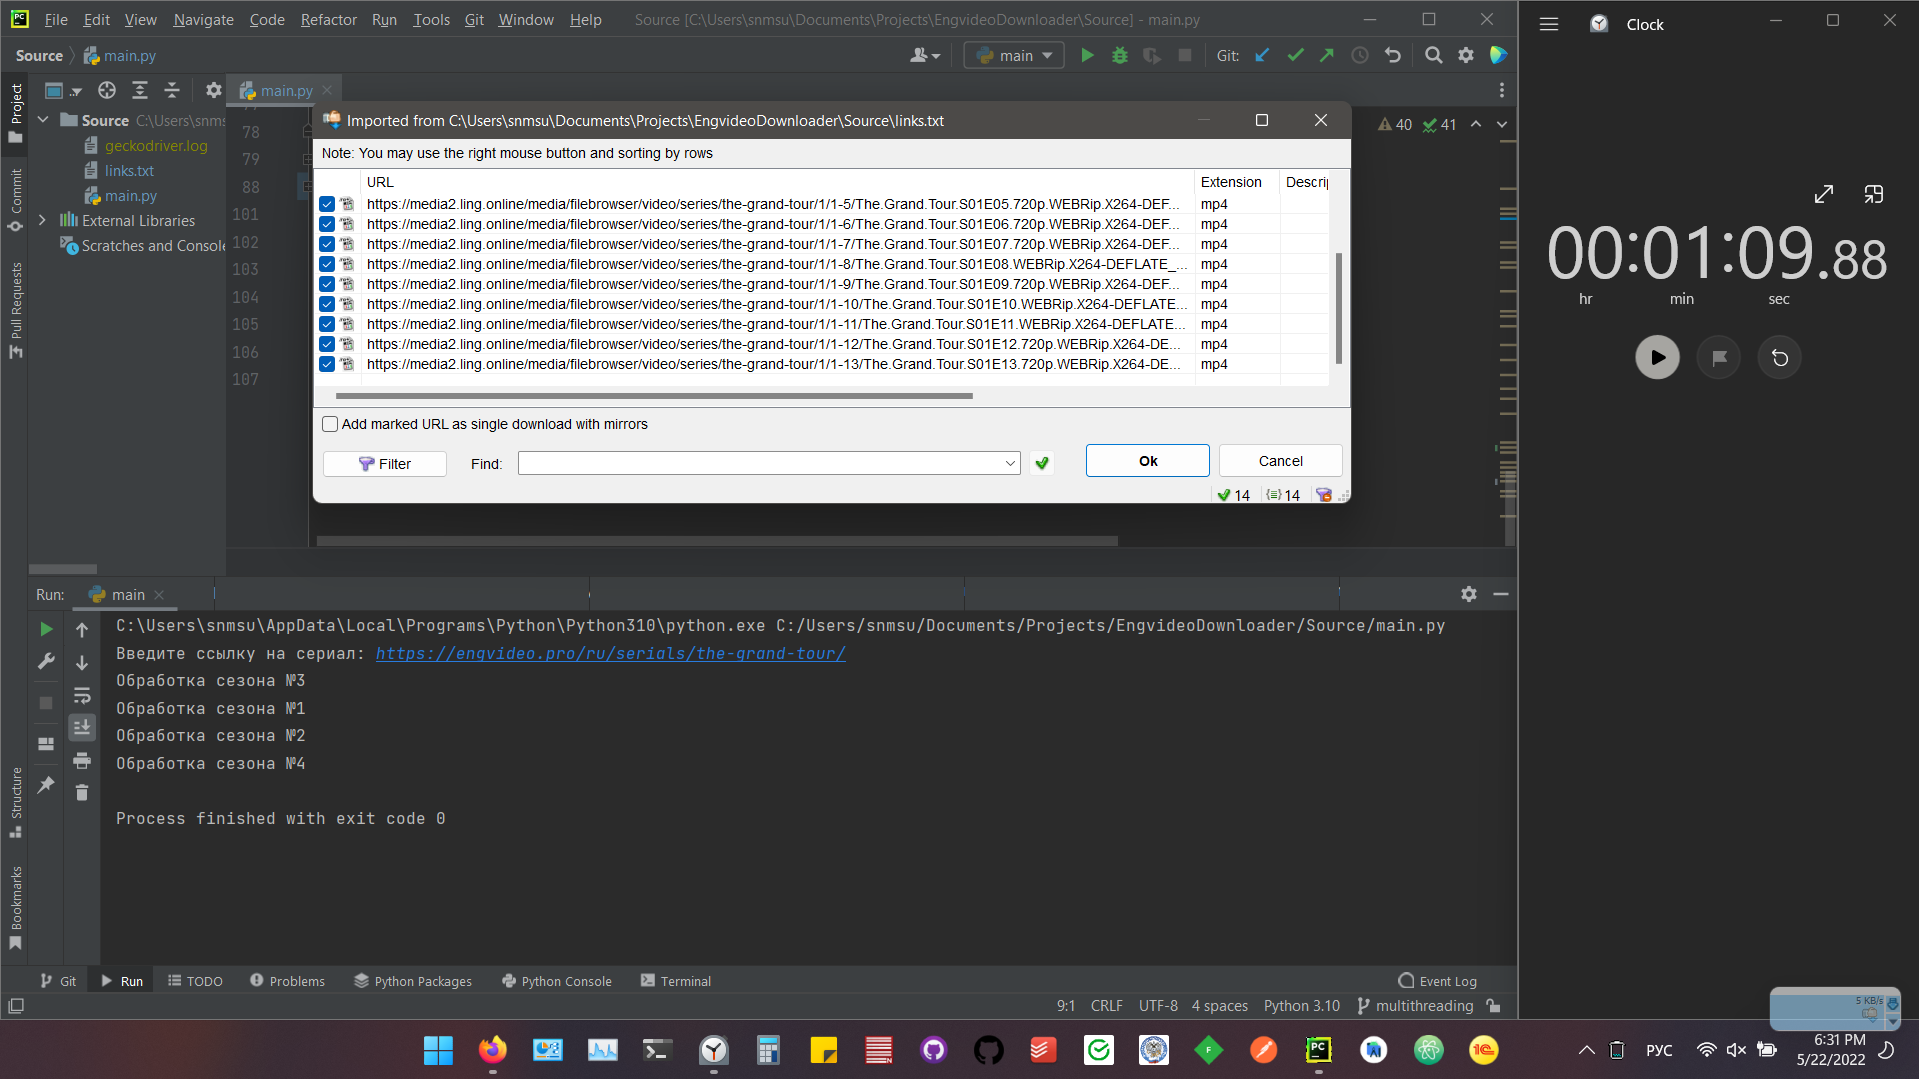 File Edit View Navigate Code Refactor Run Tools Git Window Help Source [C:\Users\snmsu\Documents\Projects\EngvideoDownloader\Source] - main.py
Source main.py
main
Git:
Project
main.py
Source C:\Users\snms
geckodriver.log
links.txt
main.py
External Libraries
Scratches and Console
Commit
Pull Requests
Structure
Bookmarks
78
79
88
101
102
103
104
105
106
107
40 41
Imported from C:\Users\snmsu\Documents\Projects\EngvideoDownloader\Source\links.txt
Note: You may use the right mouse button and sorting by rows
URL Extension Descrip
https://media2.ling.online/media/filebrowser/video/series/the-grand-tour/1/1-5/The.Grand.Tour.S01E05.720p.WEBRip.X264-DEF... mp4
https://media2.ling.online/media/filebrowser/video/series/the-grand-tour/1/1-6/The.Grand.Tour.S01E06.720p.WEBRip.X264-DEF... mp4
https://media2.ling.online/media/filebrowser/video/series/the-grand-tour/1/1-7/The.Grand.Tour.S01E07.720p.WEBRip.X264-DEF... mp4
https://media2.ling.online/media/filebrowser/video/series/the-grand-tour/1/1-8/The.Grand.Tour.S01E08.WEBRip.X264-DEFLATE_... mp4
https://media2.ling.online/media/filebrowser/video/series/the-grand-tour/1/1-9/The.Grand.Tour.S01E09.720p.WEBRip.X264-DEF... mp4
https://media2.ling.online/media/filebrowser/video/series/the-grand-tour/1/1-10/The.Grand.Tour.S01E10.WEBRip.X264-DEFLATE... mp4
https://media2.ling.online/media/filebrowser/video/series/the-grand-tour/1/1-11/The.Grand.Tour.S01E11.WEBRip.X264-DEFLATE... mp4
https://media2.ling.online/media/filebrowser/video/series/the-grand-tour/1/1-12/The.Grand.Tour.S01E12.720p.WEBRip.X264-DE... mp4
https://media2.ling.online/media/filebrowser/video/series/the-grand-tour/1/1-13/The.Grand.Tour.S01E13.720p.WEBRip.X264-DE... mp4
Add marked URL as single download with mirrors
Filter Find: Ok Cancel
14 14
Run: main
C:\Users\snmsu\AppData\Local\Programs\Python\Python310\python.exe C:/Users/snmsu/Documents/Projects/EngvideoDownloader/Source/main.py
Введите ссылку на сериал: https://engvideo.pro/ru/serials/the-grand-tour/
Обработка сезона №3
Обработка сезона №1
Обработка сезона №2
Обработка сезона №4
Process finished with exit code 0
Git Run TODO Problems Python Packages Python Console Terminal Event Log
9:1 CRLF UTF-8 4 spaces Python 3.10 multithreading
Clock
00:01:09.88
hr min sec
5 KB/s
РУС
6:31 PM
5/22/2022